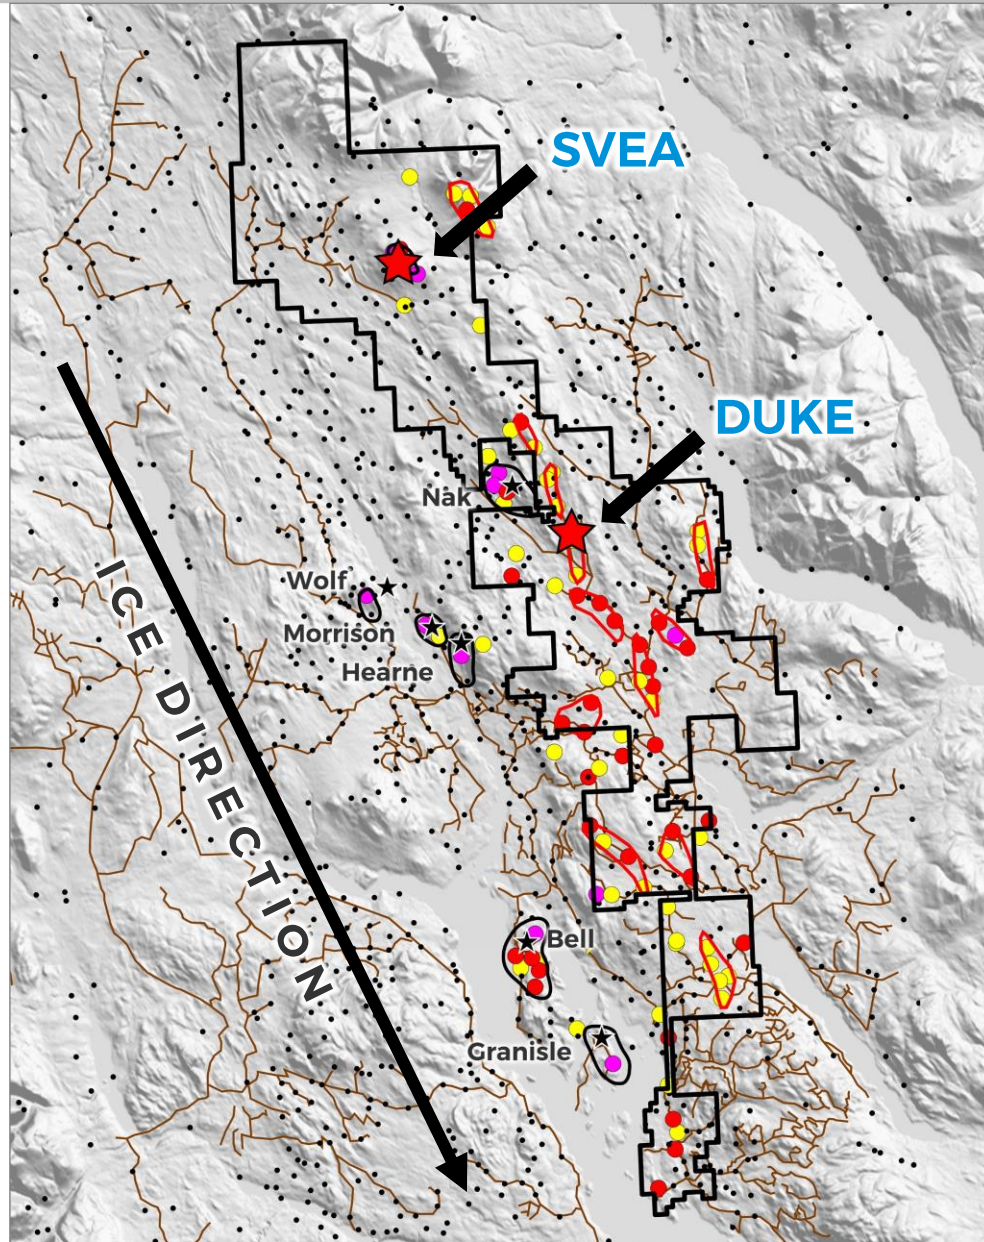 SVEA
DUKE
Nak
Wolf
Morrison
Hearne
ICE DIRECTION
Bell
Granisle